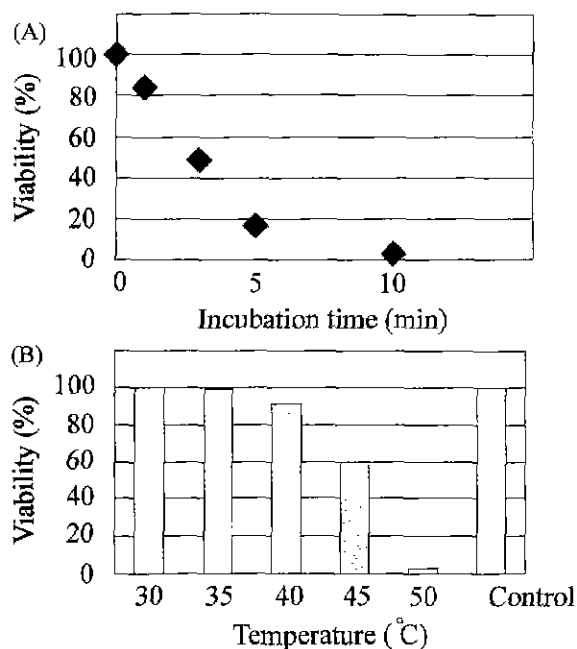 (A)
Viability (%)
100
80
60
40
20
0
0 5 10
Incubation time (min)
(B)
Viability (%)
100
80
60
40
20
0
30 35 40 45 50 Control
Temperature (°C)